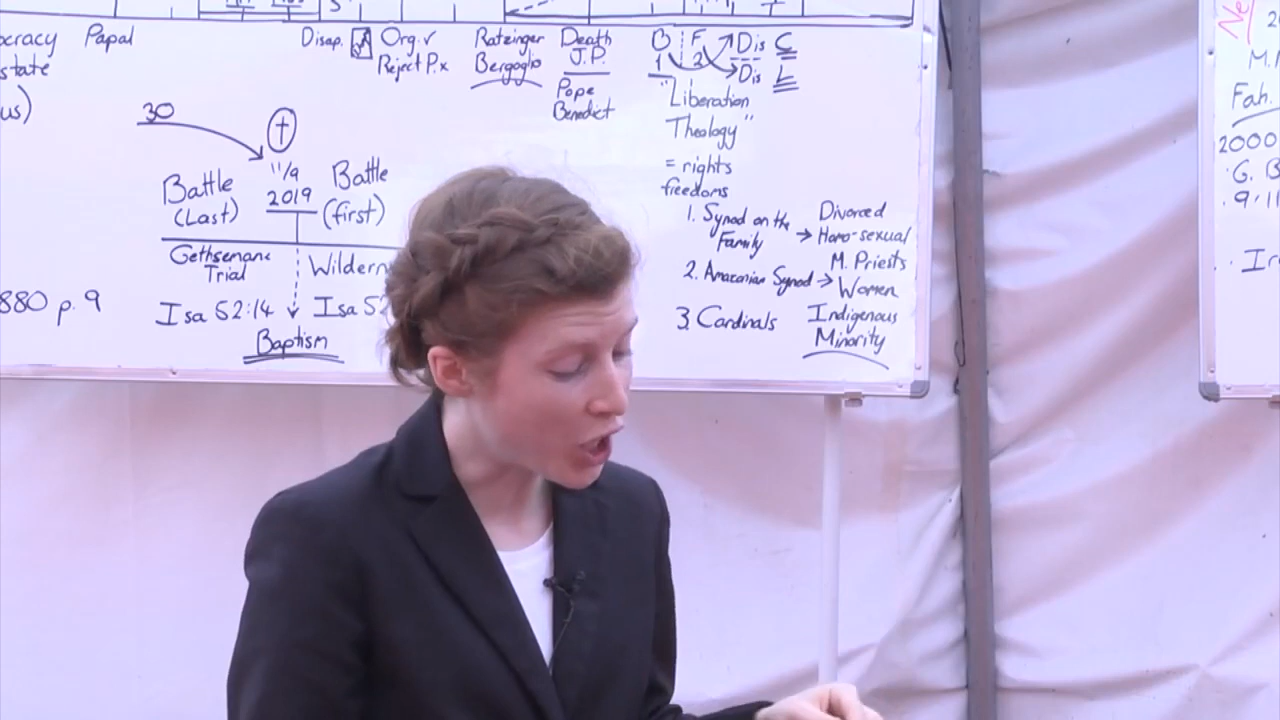 ocracy Papal
state
us)
Disap. Org. v
Reject P. x
Ratzinger
Bergoglio
Death
J.P.
Pope
Benedict
B F Dis C
1 2 Dis L
"Liberation
Theology"
= rights
freedoms
30
Battle
(Last)
11/9
2019
Battle
(first)
Gethsemane
Trial
Wildern
880 p. 9
Isa 52:14
Isa 52
Baptism
1. Synod on the
Family
→ Divorced
Homo-sexual
M. Priests
2. Amazonian Synod → Women
3. Cardinals
Indigenous
Minority
Ne
2
M.
Fah.
2000
G. B
9/11